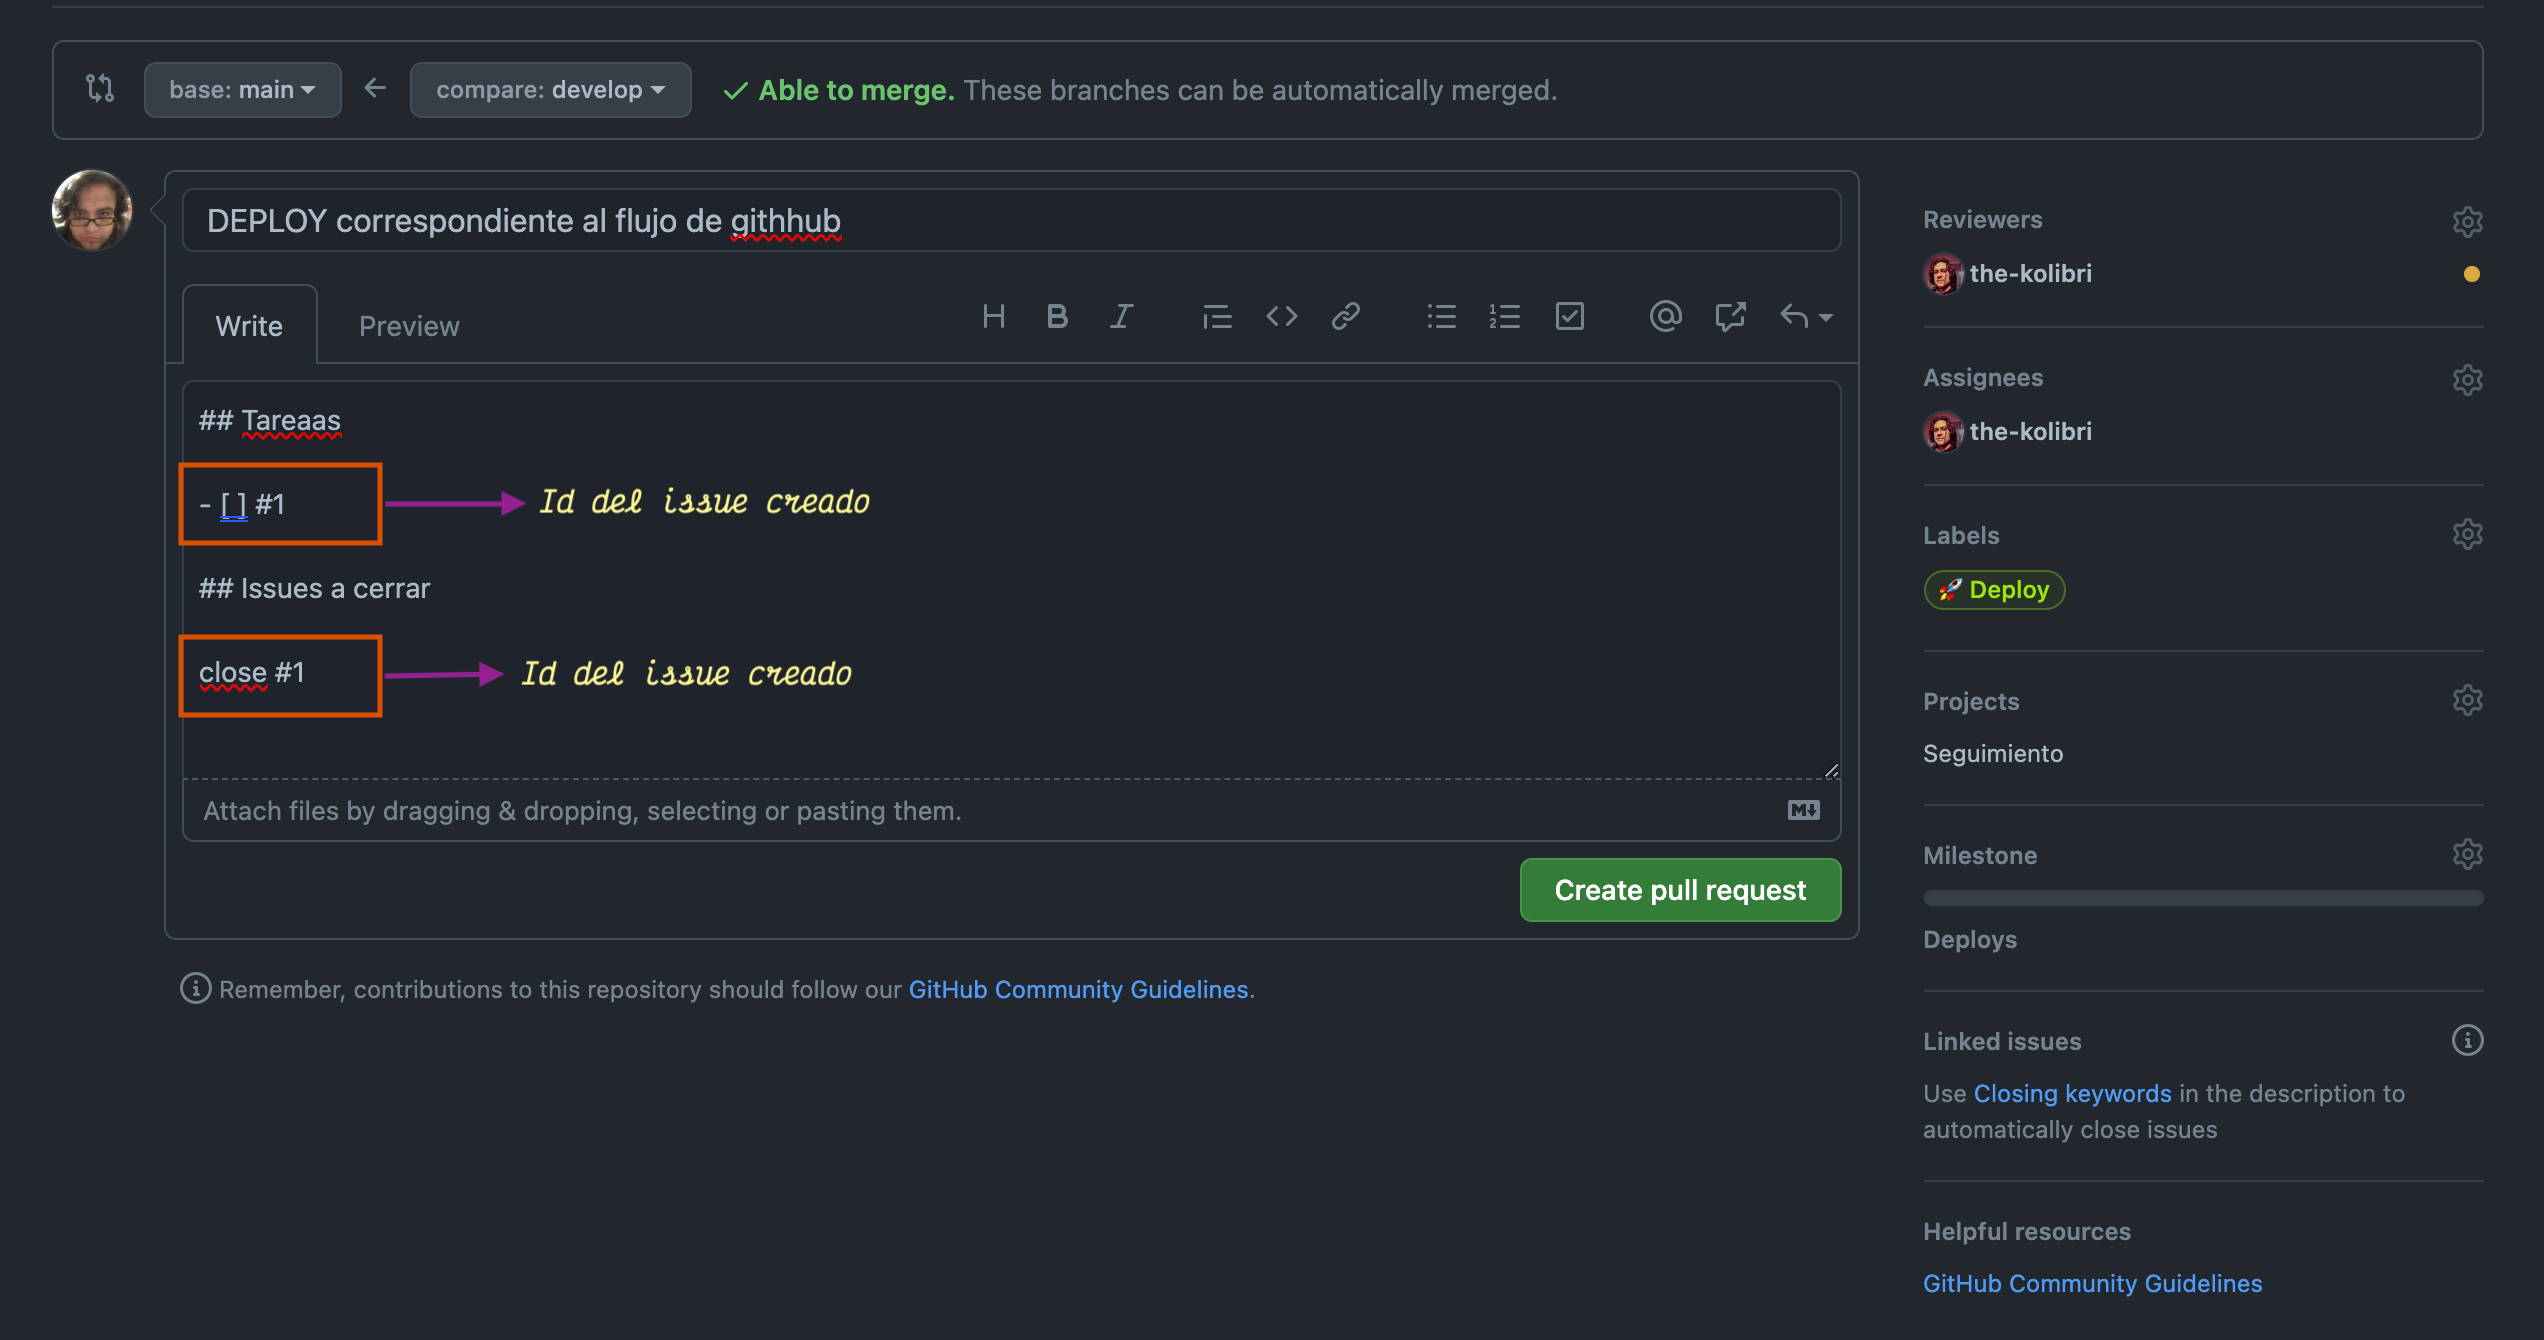 base: main
compare: develop
Able to merge. These branches can be automatically merged.
DEPLOY correspondiente al flujo de githhub
Write
Preview
## Tareaas
- [ ] #1
Id del issue creado
## Issues a cerrar
close #1
Id del issue creado
Attach files by dragging & dropping, selecting or pasting them.
Create pull request
Remember, contributions to this repository should follow our GitHub Community Guidelines.
Reviewers
the-kolibri
Assignees
the-kolibri
Labels
🚀 Deploy
Projects
Seguimiento
Milestone
Deploys
Linked issues
Use Closing keywords in the description to
automatically close issues
Helpful resources
GitHub Community Guidelines